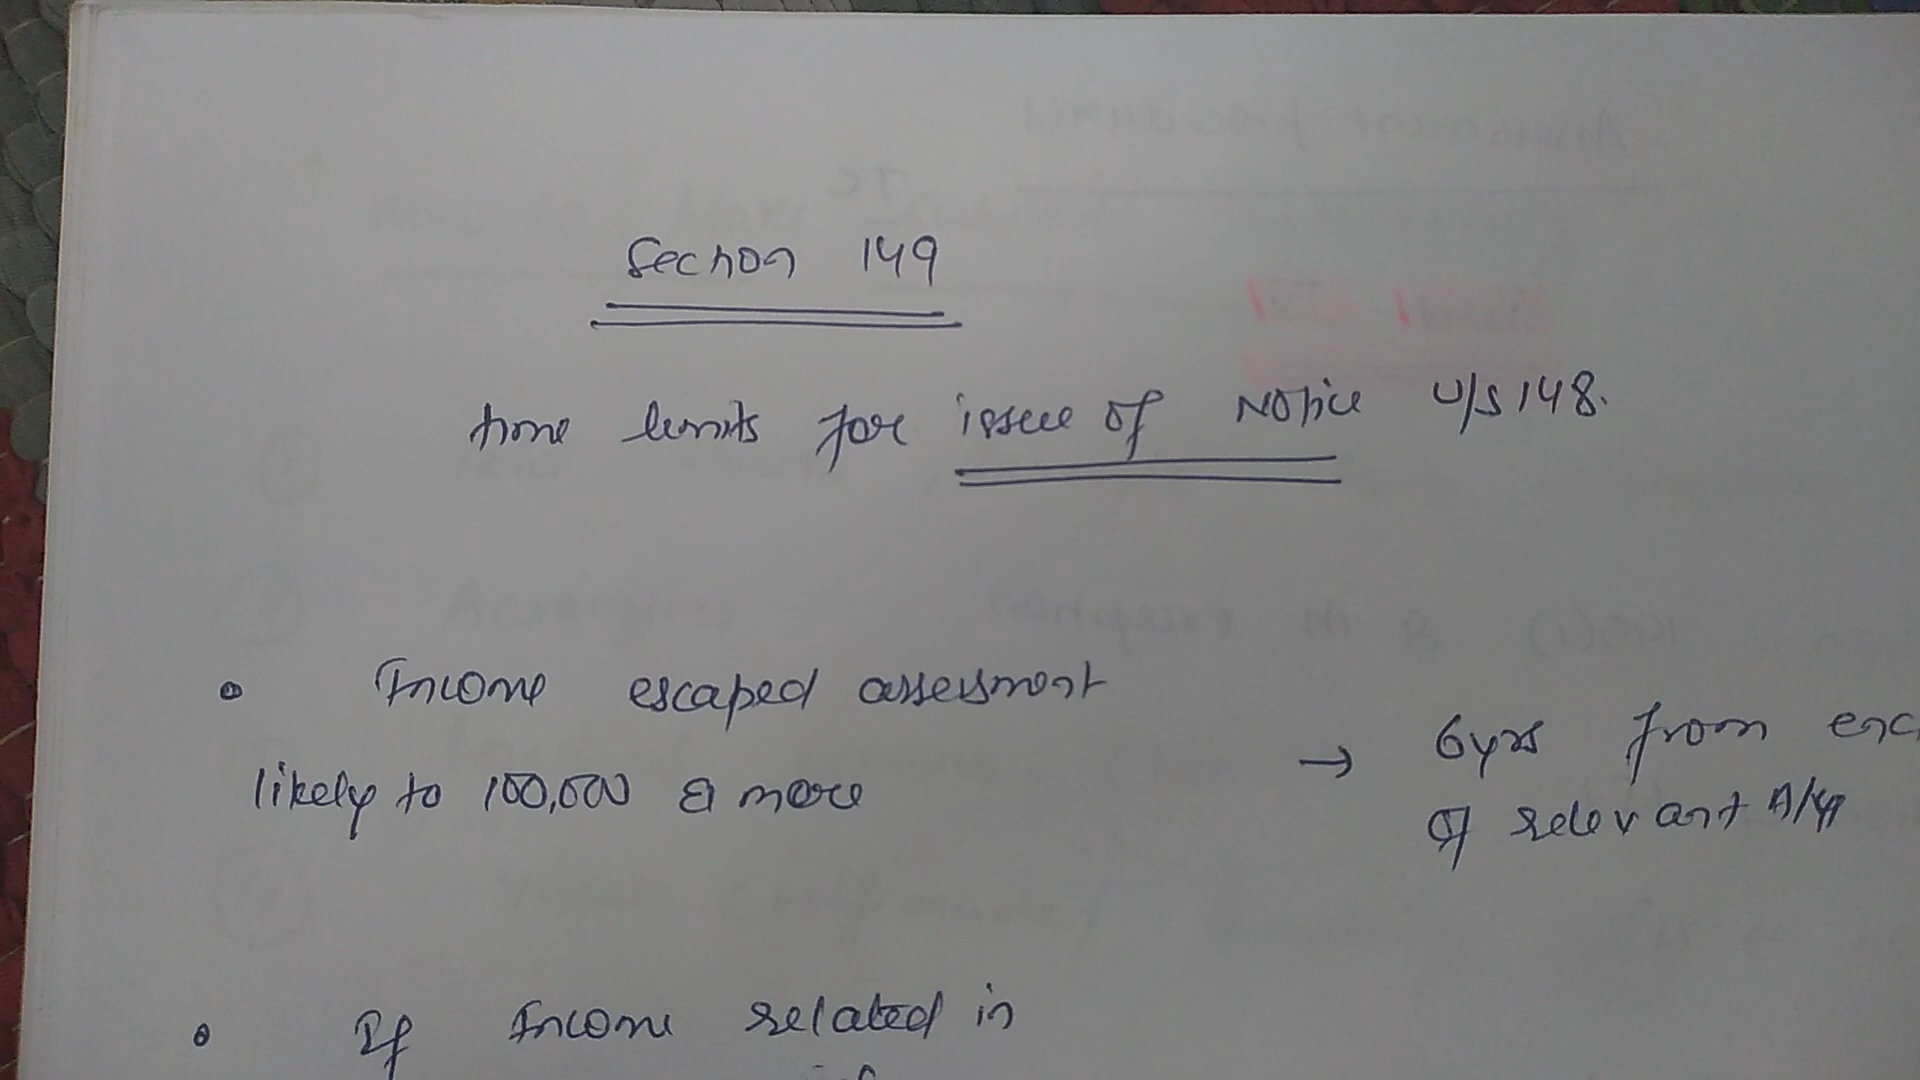 Section 149
time limits for issue of Notice U/S 148.
Income escaped assessment
likely to 100,000 & more
→ 6yrs from end
of relevant A/Y
If Income related in